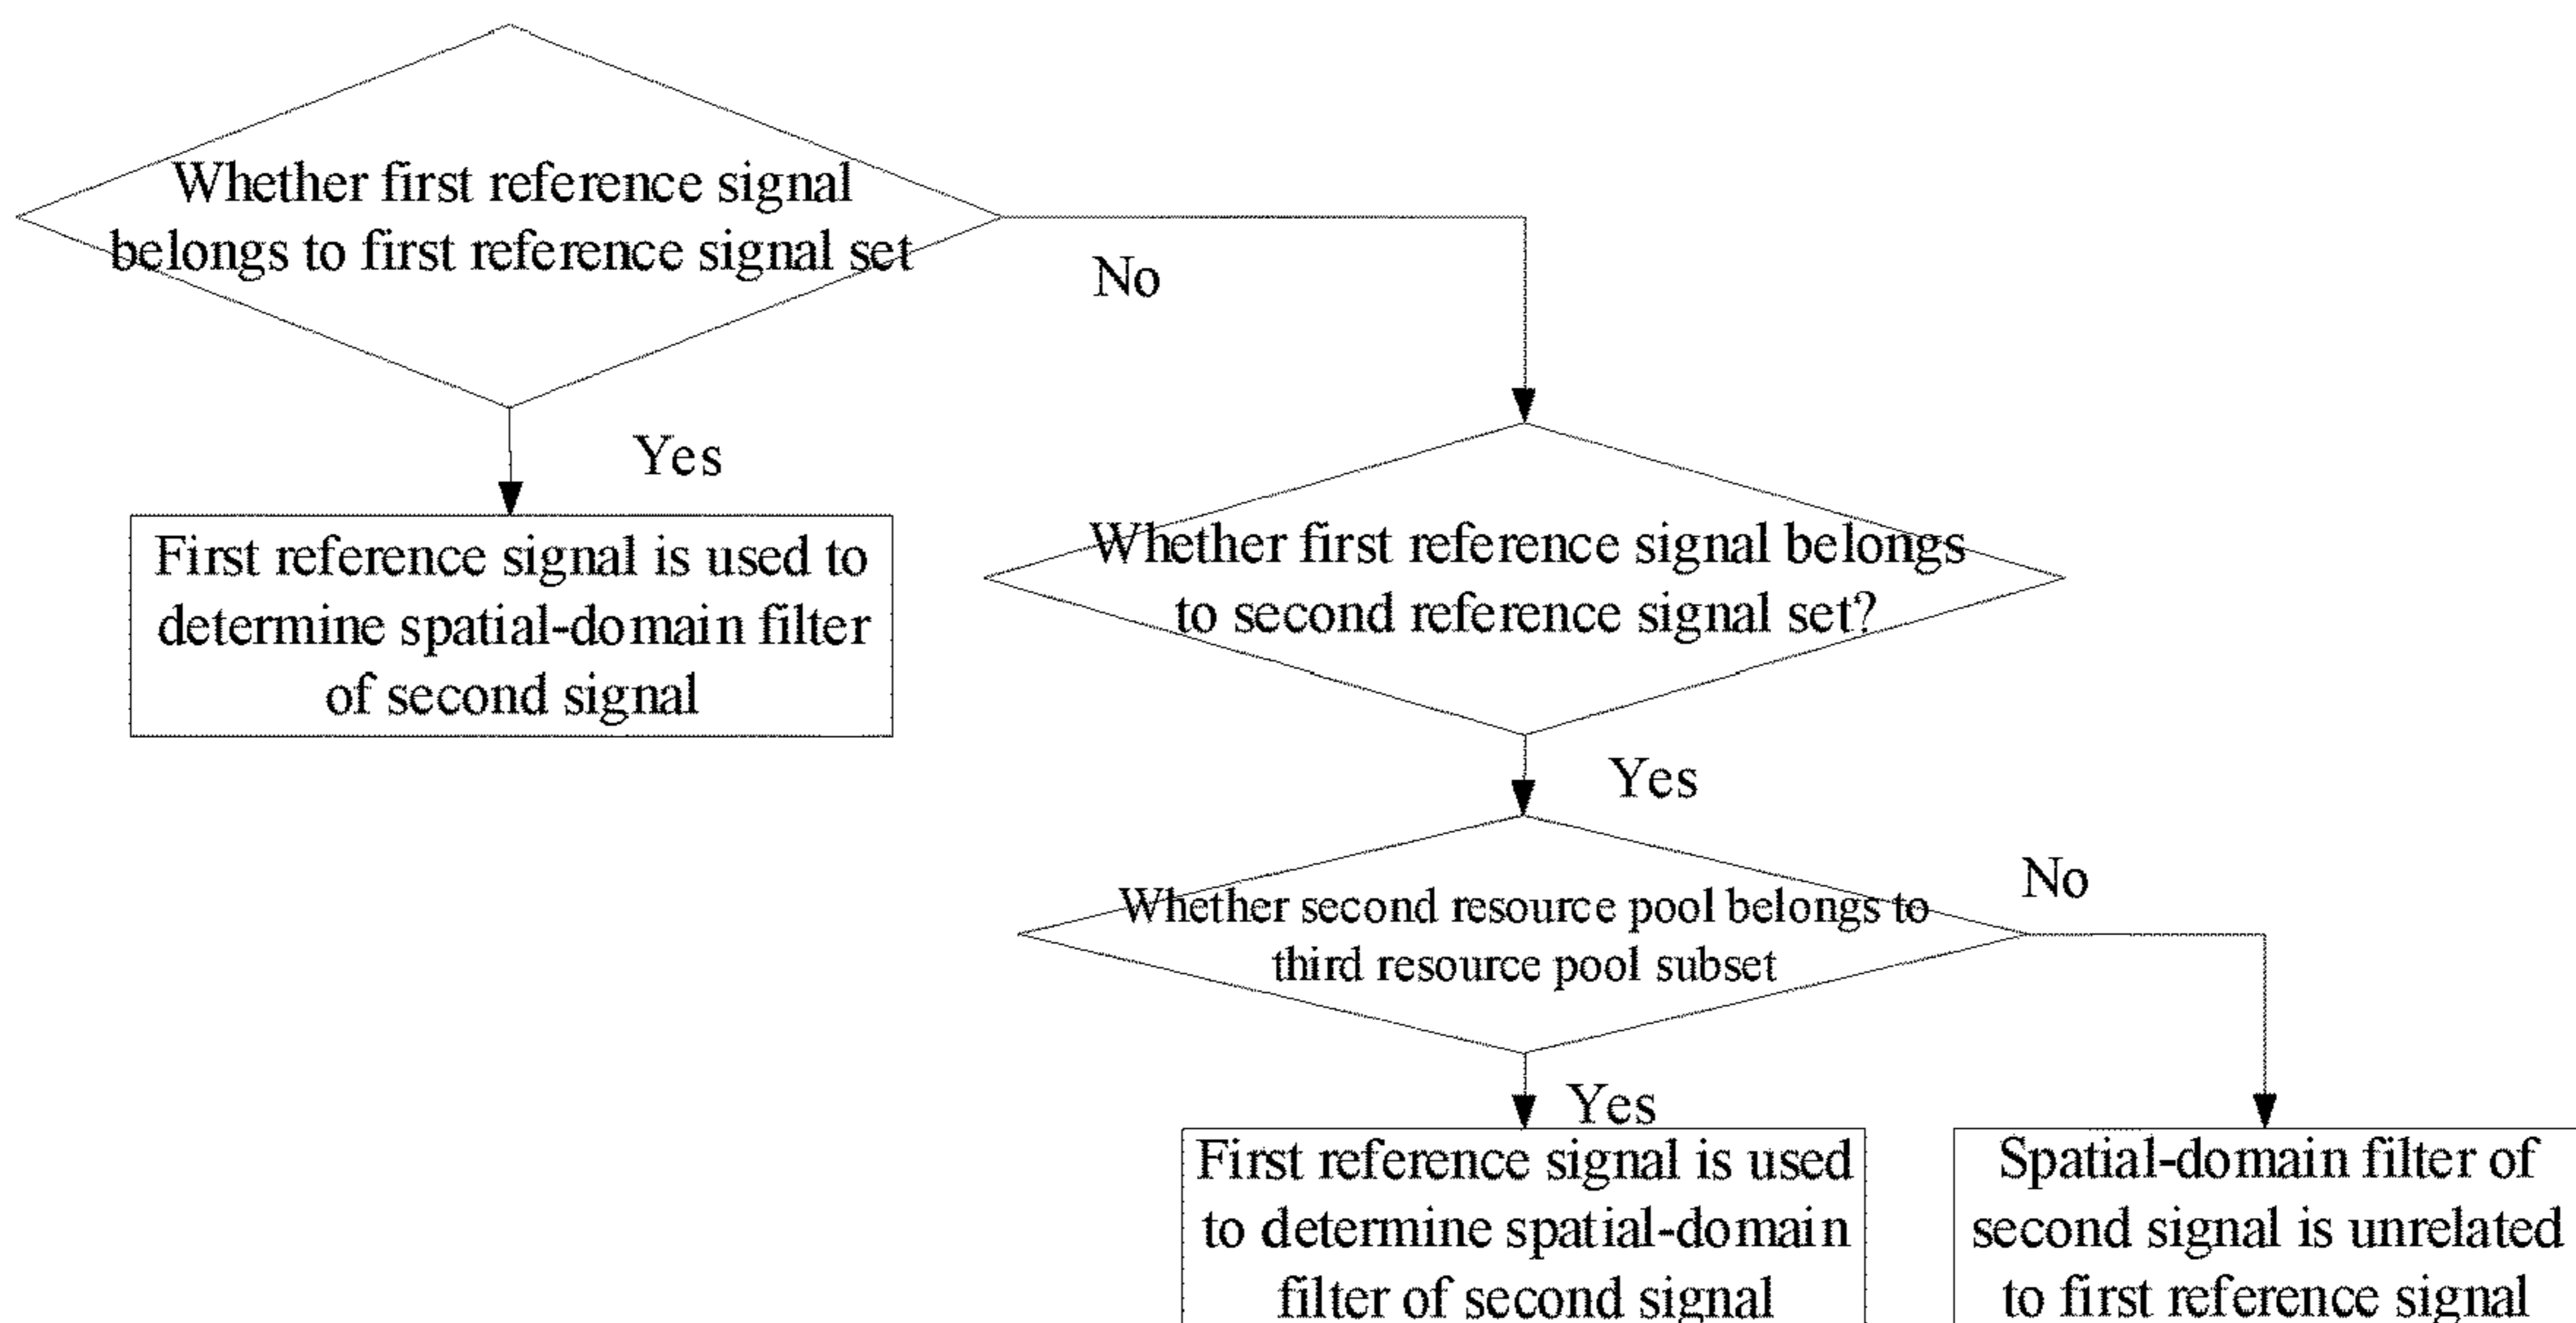 Whether first reference signal
belongs to first reference signal set
No
Yes
First reference signal is used to
determine spatial-domain filter
of second signal
Whether first reference signal belongs
to second reference signal set?
Yes
Whether second resource pool belongs to
third resource pool subset
No
Yes
First reference signal is used
to determine spatial-domain
filter of second signal
Spatial-domain filter of
second signal is unrelated
to first reference signal